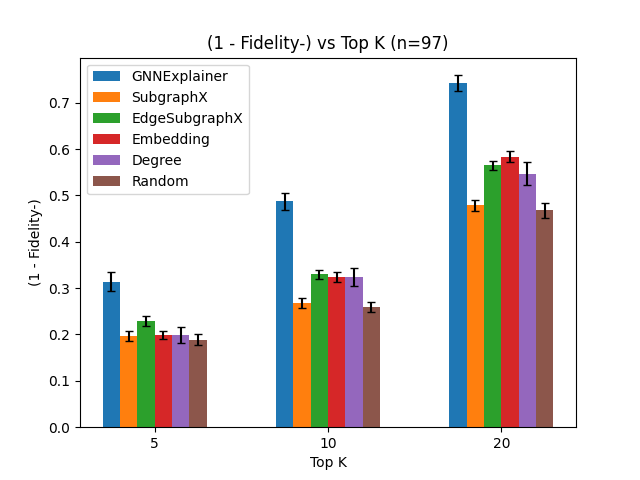 (1 - Fidelity-) vs Top K (n=97)
GNNExplainer
SubgraphX
EdgeSubgraphX
Embedding
Degree
Random
(1 - Fidelity-)
0.7
0.6
0.5
0.4
0.3
0.2
0.1
0.0
5
10
20
Top K